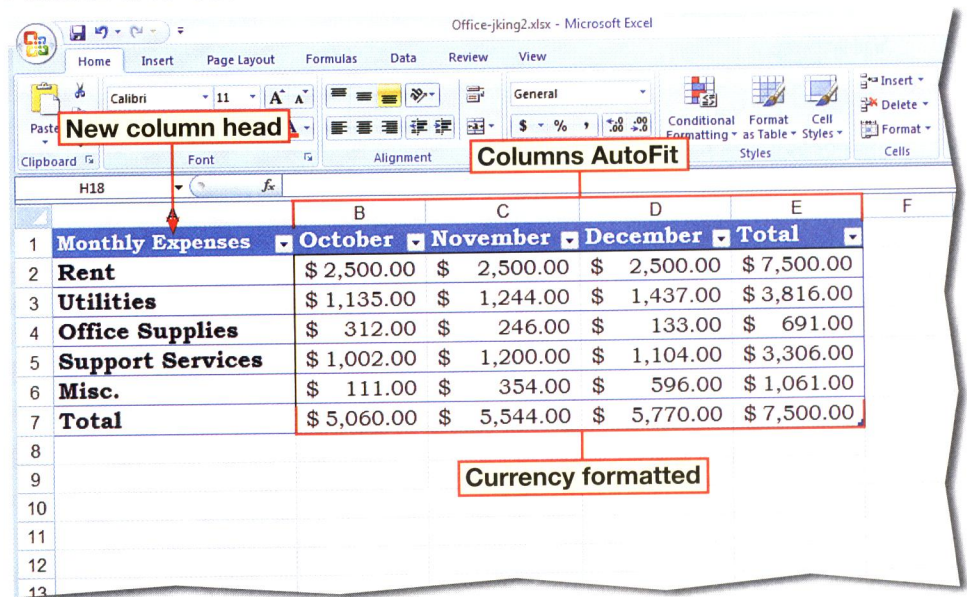 Office-jking2.xlsx - Microsoft Excel
Home Insert Page Layout Formulas Data Review View
Calibri 11 A A General Insert
Delete
Paste $ % , .0 .00 .00 .0 Conditional Formatting Format as Table Cell Styles Format
New column head
Clipboard Font Alignment Styles Cells
Columns AutoFit
H18 fx
A B C D E F
1 Monthly Expenses October November December Total
2 Rent $ 2,500.00 $ 2,500.00 $ 2,500.00 $ 7,500.00
3 Utilities $ 1,135.00 $ 1,244.00 $ 1,437.00 $ 3,816.00
4 Office Supplies $ 312.00 $ 246.00 $ 133.00 $ 691.00
5 Support Services $ 1,002.00 $ 1,200.00 $ 1,104.00 $ 3,306.00
6 Misc. $ 111.00 $ 354.00 $ 596.00 $ 1,061.00
7 Total $ 5,060.00 $ 5,544.00 $ 5,770.00 $ 7,500.00
8
9
Currency formatted
10
11
12
13